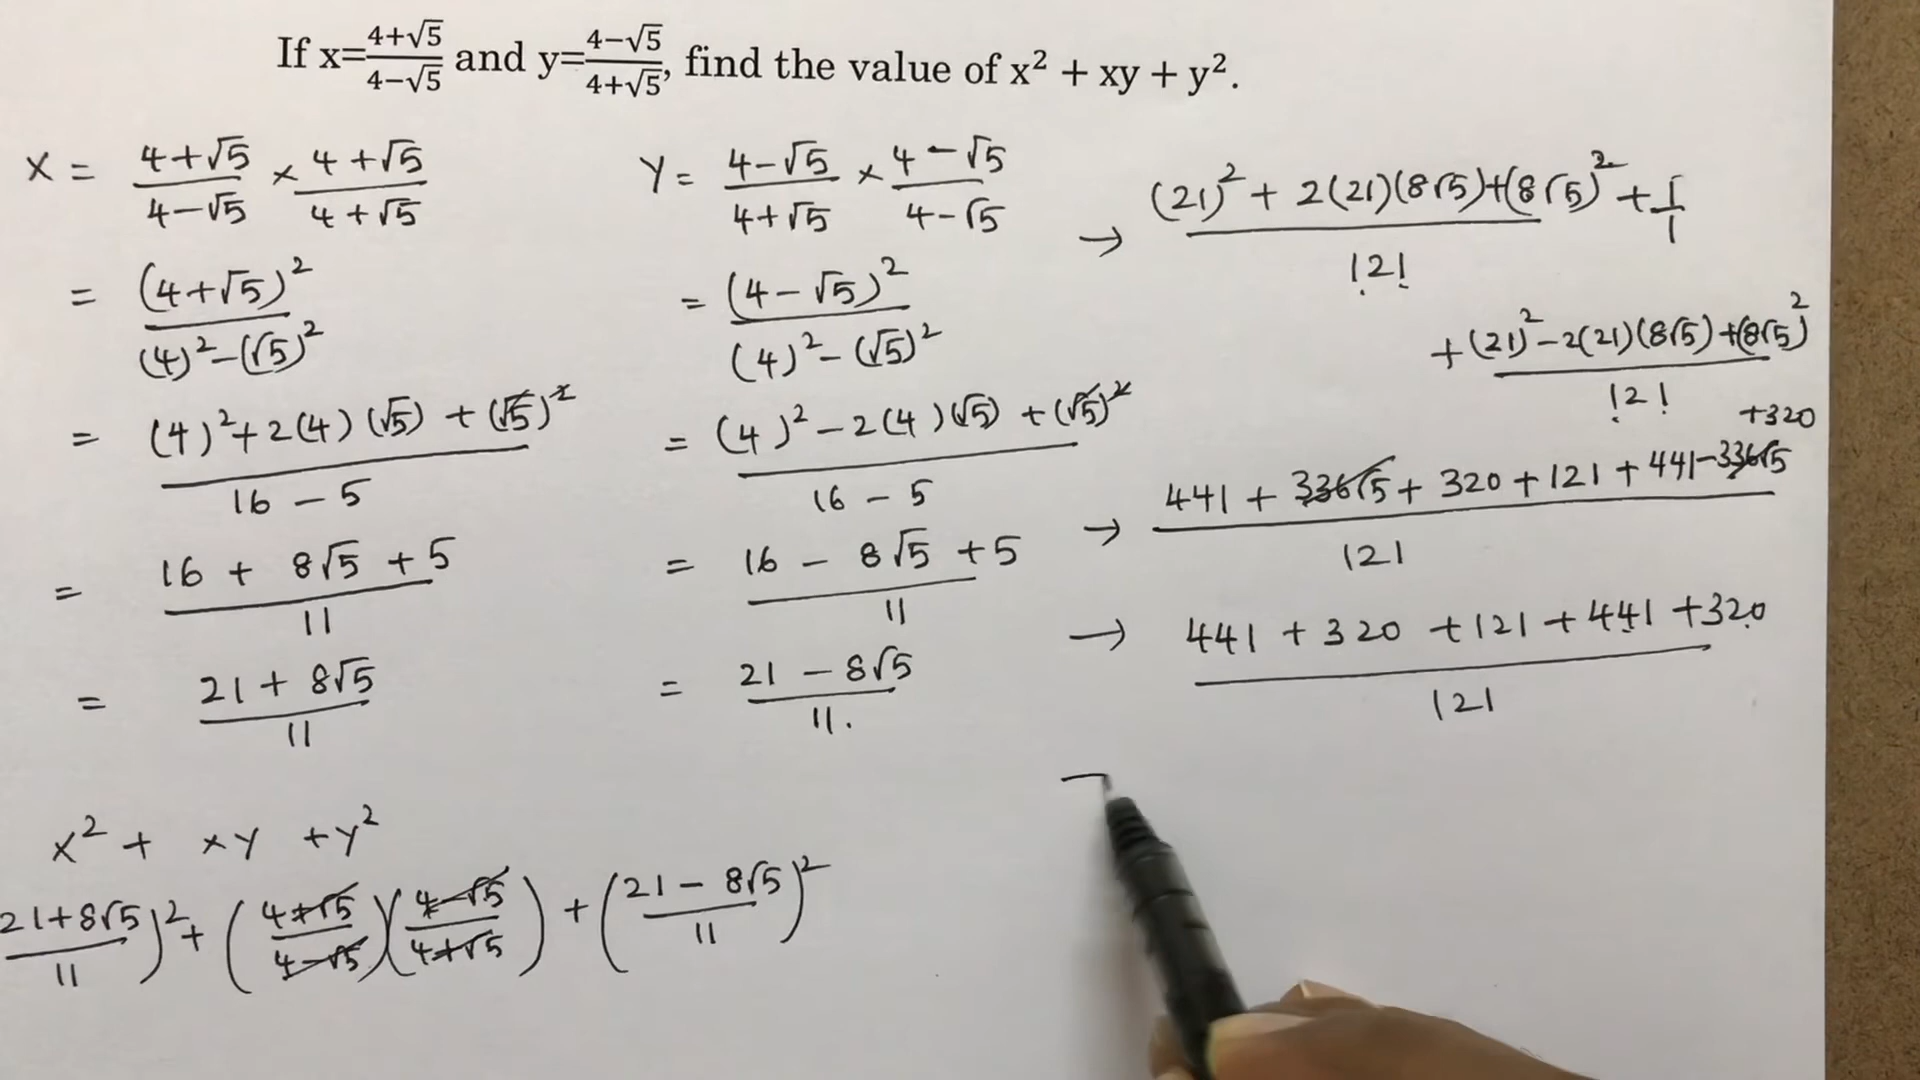 If x=(4+√5)/(4−√5) and y=(4−√5)/(4+√5), find the value of x² + xy + y².
x = (4+√5)/(4−√5) × (4+√5)/(4+√5)
= (4+√5)²/((4)²−(√5)²)
= ((4)²+2(4)(√5)+(√5)²)/(16−5)
= (16+8√5+5)/11
= (21+8√5)/11
y = (4−√5)/(4+√5) × (4−√5)/(4−√5)
= (4−√5)²/((4)²−(√5)²)
= ((4)²−2(4)(√5)+(√5)²)/(16−5)
= (16−8√5+5)/11
= (21−8√5)/11.
x² + xy + y²
21+8√5/11)² + ((4+√5)/(4−√5))((4−√5)/(4+√5)) + ((21−8√5)/11)²
→ ((21)²+2(21)(8√5)+(8√5)²)/121 + 1/1
+ ((21)²−2(21)(8√5)+(8√5)²)/121
→ (441+336√5+320+121+441−336√5+320)/121
→ (441+320+121+441+320)/121